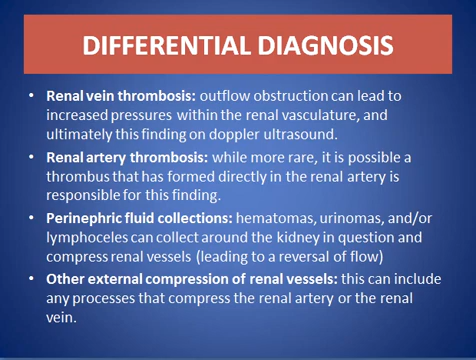 DIFFERENTIAL DIAGNOSIS
• Renal vein thrombosis: outflow obstruction can lead to
increased pressures within the renal vasculature, and
ultimately this finding on doppler ultrasound.
• Renal artery thrombosis: while more rare, it is possible a
thrombus that has formed directly in the renal artery is
responsible for this finding.
• Perinephric fluid collections: hematomas, urinomas, and/or
lymphoceles can collect around the kidney in question and
compress renal vessels (leading to a reversal of flow)
• Other external compression of renal vessels: this can include
any processes that compress the renal artery or the renal
vein.